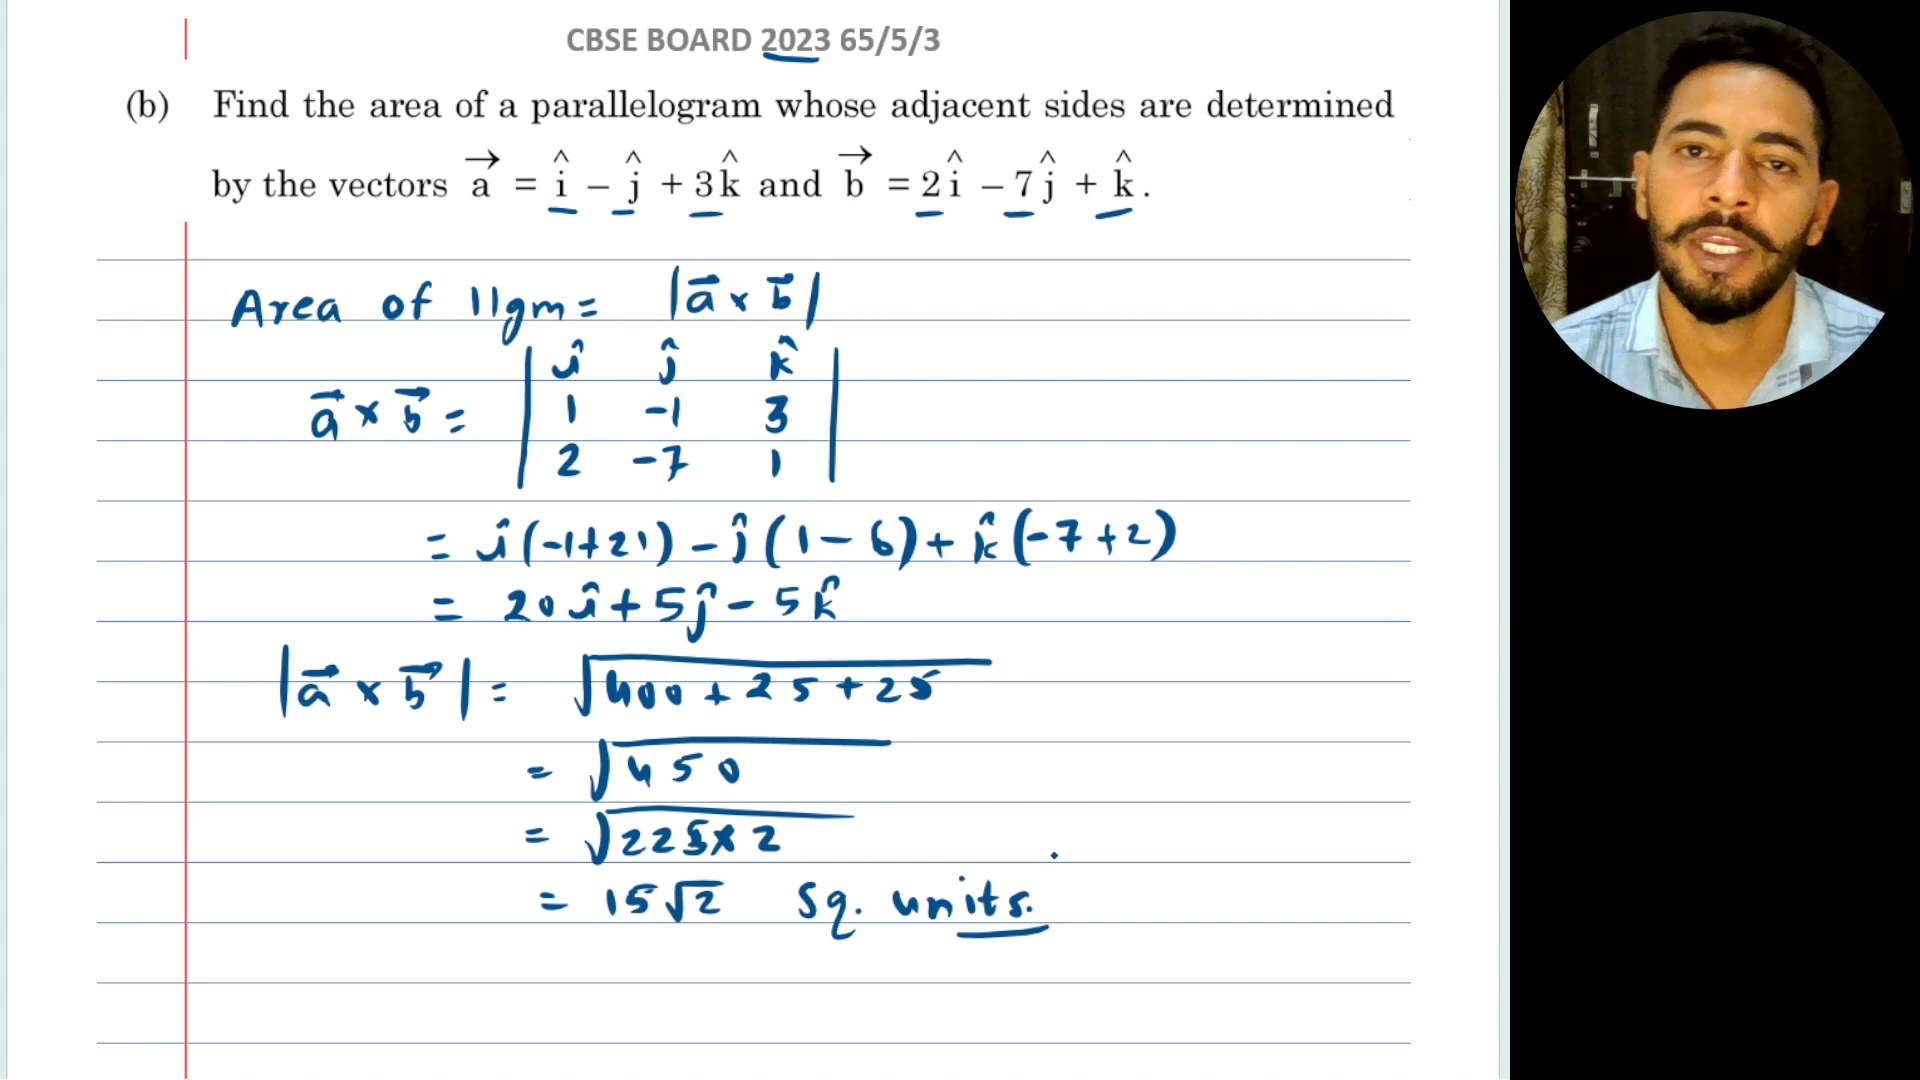 CBSE BOARD 2023 65/5/3
(b) Find the area of a parallelogram whose adjacent sides are determined
by the vectors a⃗ = î − ĵ + 3k̂ and b⃗ = 2î − 7ĵ + k̂.
Area of ||gm = |a⃗ × b⃗|
a⃗ × b⃗ = | î ĵ k̂ |
1 -1 3
2 -7 1
= î(-1+21) - ĵ(1-6) + k̂(-7+2)
= 20î + 5ĵ - 5k̂
|a⃗ × b⃗| = √(400 + 25 + 25)
= √450
= √(225×2)
= 15√2 sq. units.